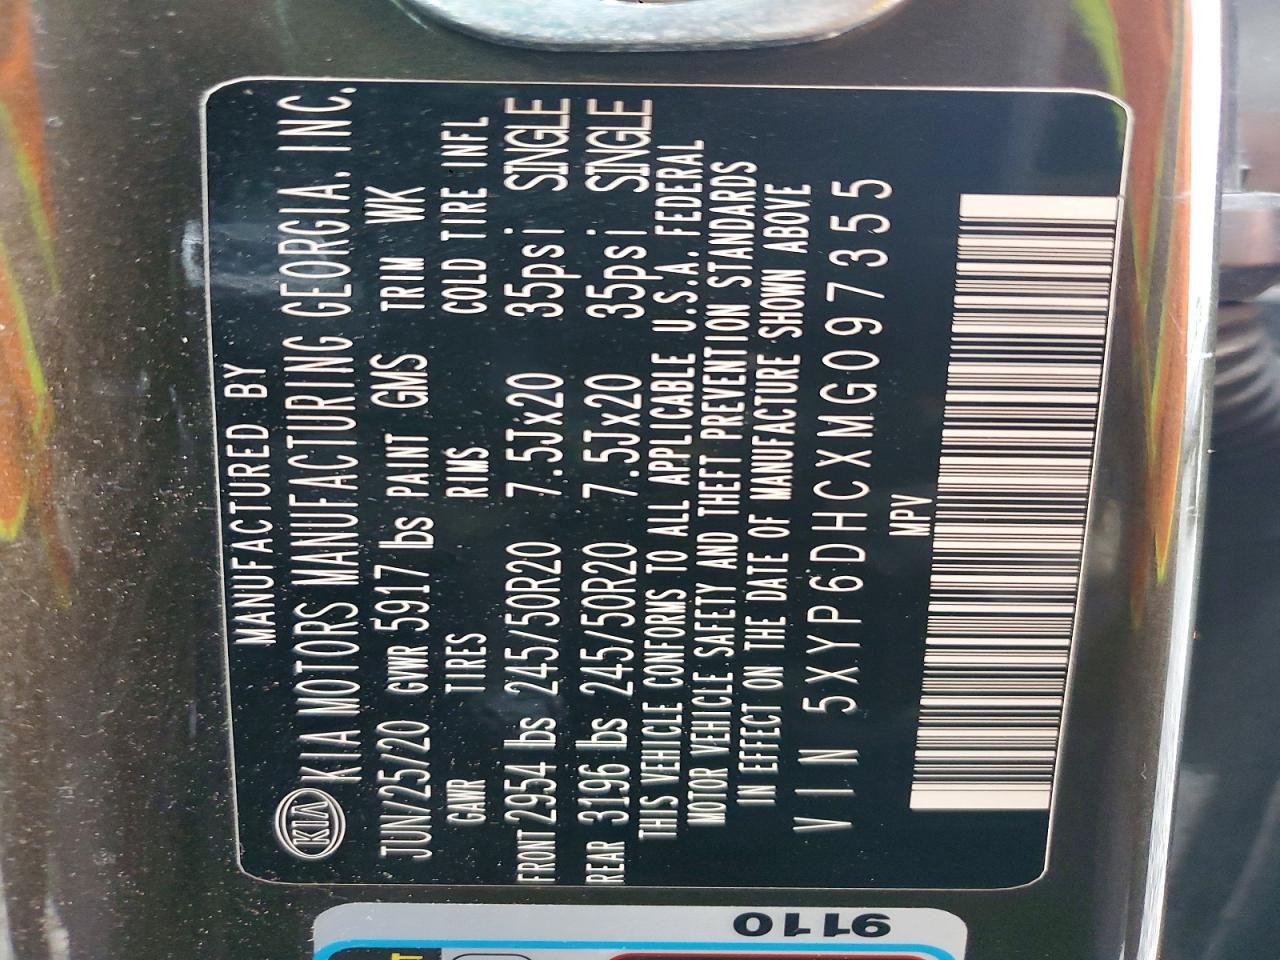 MANUFACTURED BY
KIA KIA MOTORS MANUFACTURING GEORGIA, INC.
JUN/25/20 GVWR 5917 lbs PAINT GMS TRIM WK
GAWR TIRES RIMS COLD TIRE INFL
FRONT 2954 lbs 245/50R20 7.5Jx20 35psi SINGLE
REAR 3196 lbs 245/50R20 7.5Jx20 35psi SINGLE
THIS VEHICLE CONFORMS TO ALL APPLICABLE U.S.A. FEDERAL
MOTOR VEHICLE SAFETY AND THEFT PREVENTION STANDARDS
IN EFFECT ON THE DATE OF MANUFACTURE SHOWN ABOVE
VIN 5XYP6DHCXMG097355
MPV
9110